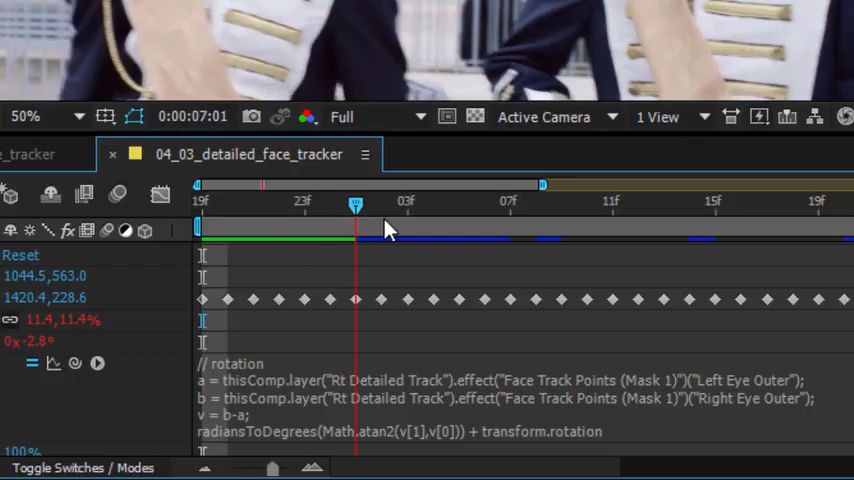 50% 0:00:07:01 Full Active Camera 1 View
e_tracker × 04_03_detailed_face_tracker
19f 23f 03f 07f 11f 15f 19f
fx
Reset
1044.5,563.0
1420.4,228.6
11.4,11.4%
0x-2.8°
// rotation
a = thisComp.layer("Rt Detailed Track").effect("Face Track Points (Mask 1)")("Left Eye Outer");
b = thisComp.layer("Rt Detailed Track").effect("Face Track Points (Mask 1)")("Right Eye Outer");
v = b-a;
radiansToDegrees(Math.atan2(v[1],v[0])) + transform.rotation
100%
Toggle Switches / Modes